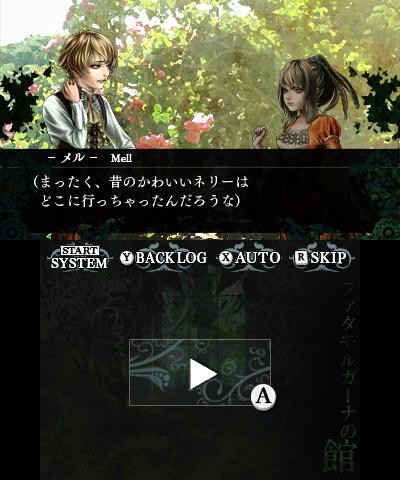 －メル－ Mell
（まったく、昔のかわいいネリーは
どこに行っちゃったんだろうな）
START
SYSTEM
Y BACKLOG
X AUTO
R SKIP
A
ファタモルガーナの館